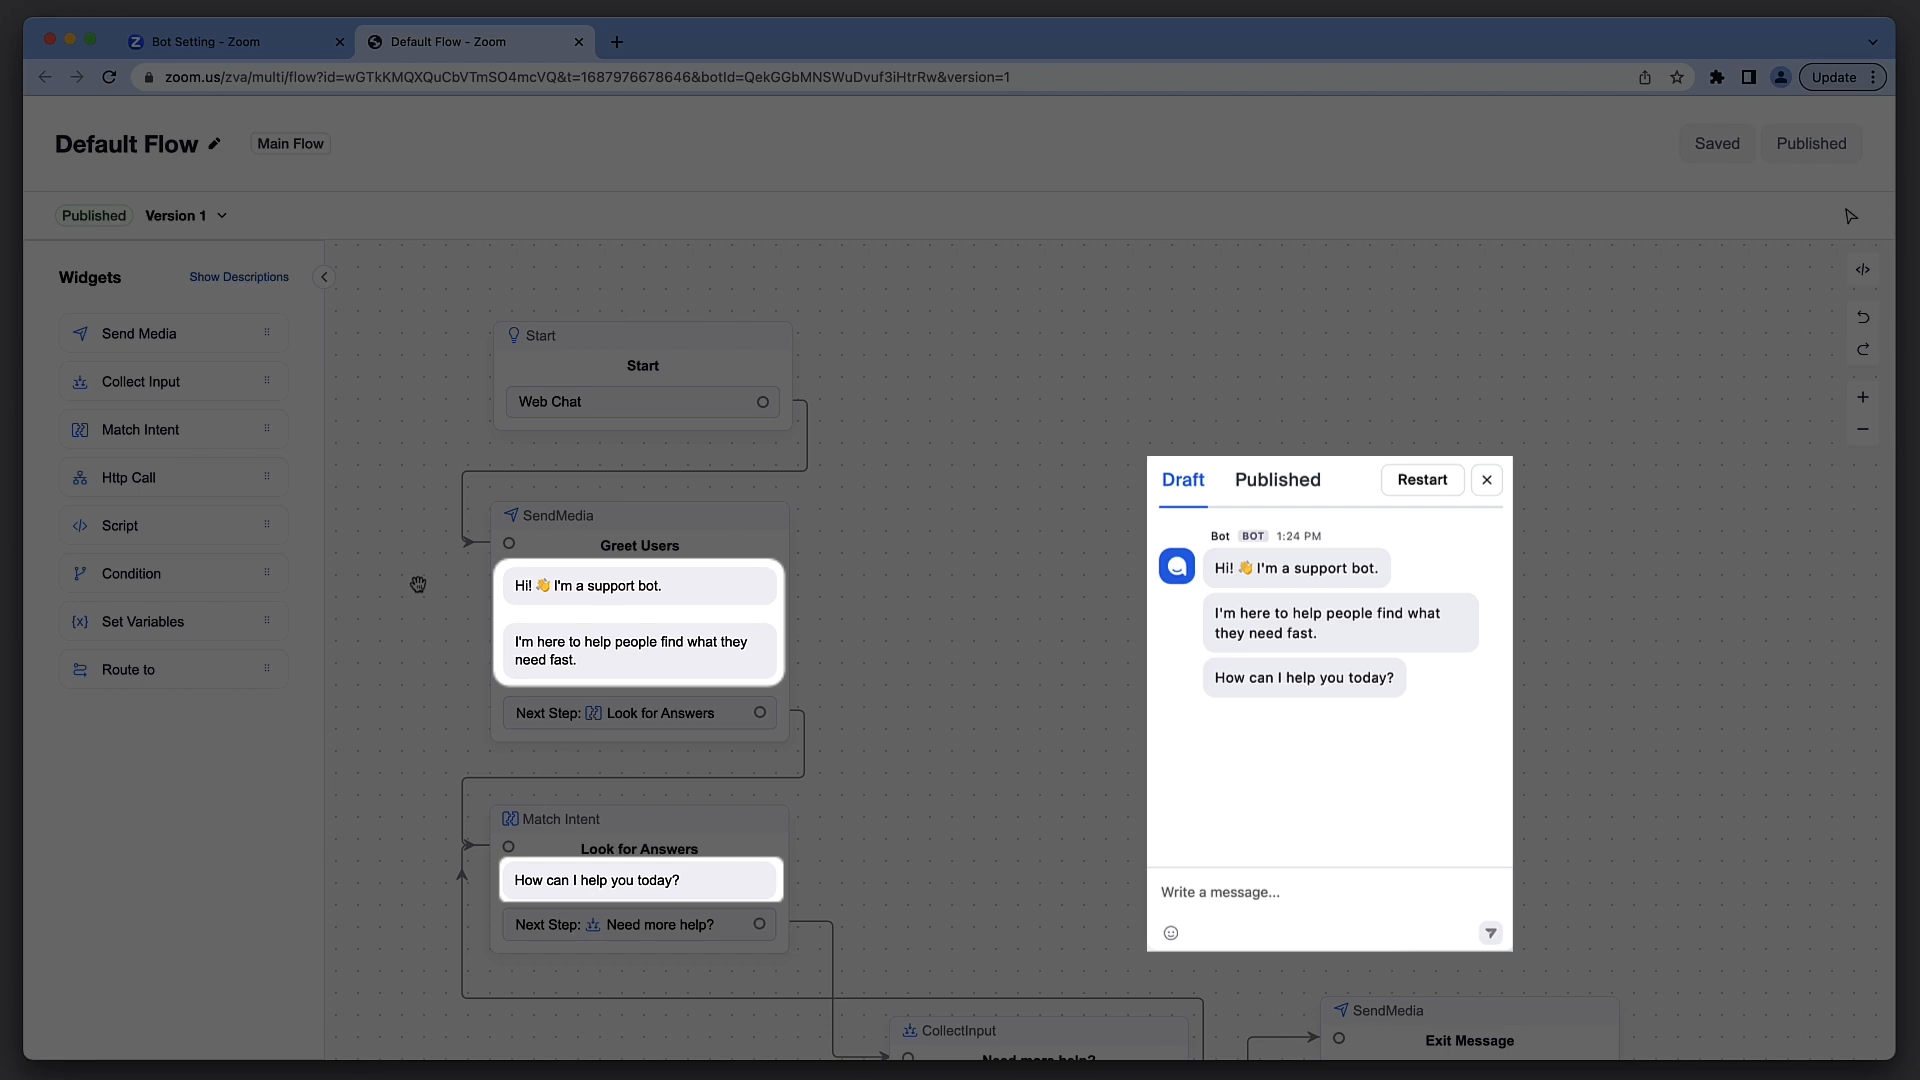 Bot Setting - Zoom
Default Flow - Zoom
zoom.us/zva/multi/flow?id=wGTkKMQXQuCbVTmSO4mcVQ&t=1687976678646&botId=QekGGbMNSWuDvuf3iHtrRw&version=1
Update
Default Flow
Main Flow
Saved
Published
Published
Version 1
Widgets
Show Descriptions
Send Media
Collect Input
Match Intent
Http Call
Script
Condition
Set Variables
Route to
Start
Start
Web Chat
SendMedia
Greet Users
Hi! 👋 I'm a support bot.
I'm here to help people find what they
need fast.
Next Step: Look for Answers
Match Intent
Look for Answers
How can I help you today?
Next Step: Need more help?
CollectInput
Need more help?
SendMedia
Exit Message
Draft
Published
Restart
Bot BOT 1:24 PM
Hi! 👋 I'm a support bot.
I'm here to help people find what
they need fast.
How can I help you today?
Write a message...